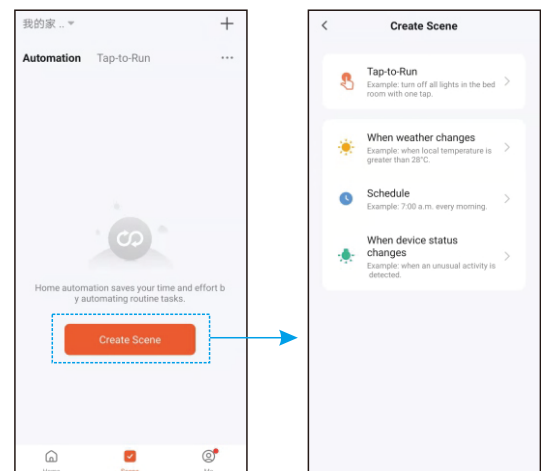 我的家 ..
Automation Tap-to-Run
Home automation saves your time and effort b
y automating routine tasks.
Create Scene
Home Scene Me
Create Scene
Tap-to-Run
Example: turn off all lights in the bed
room with one tap.
When weather changes
Example: when local temperature is
greater than 28°C.
Schedule
Example: 7:00 a.m. every morning.
When device status
changes
Example: when an unusual activity is
detected.